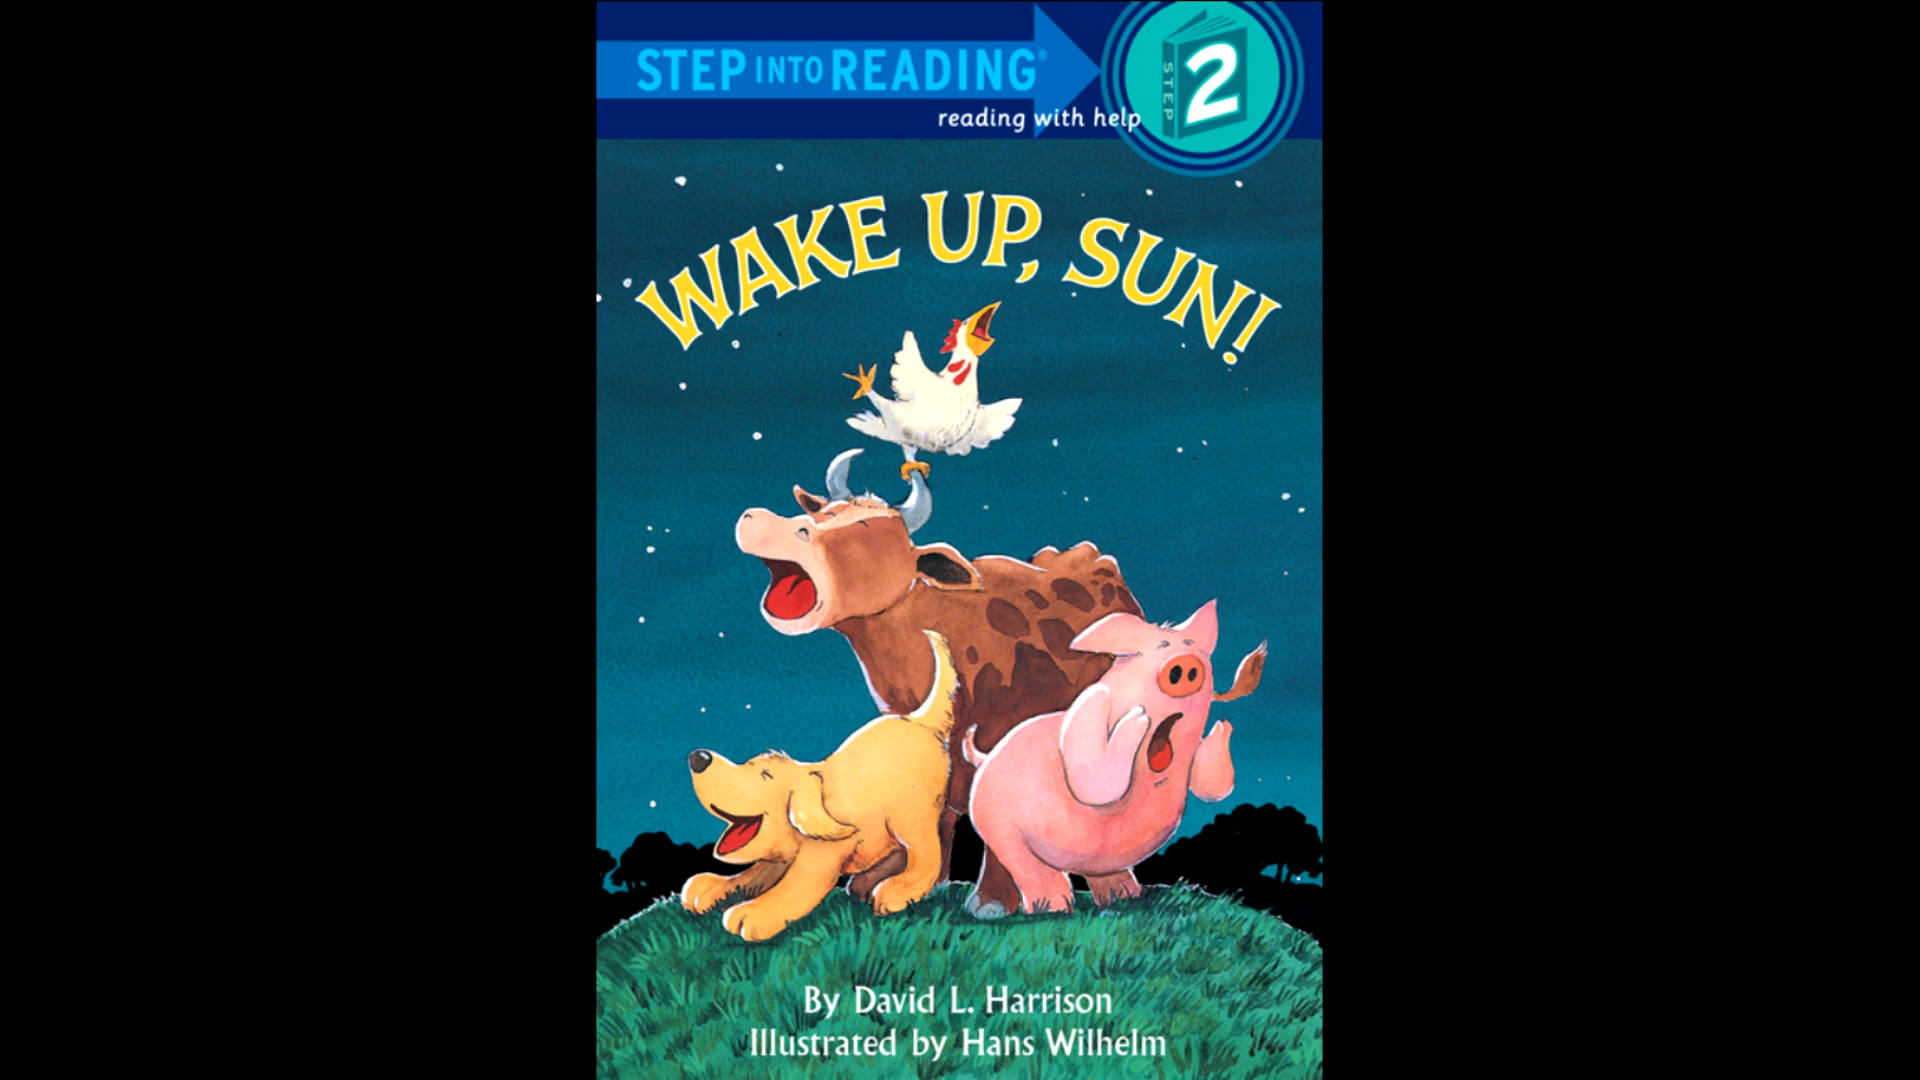 STEP INTO READING®
reading with help
STEP 2
WAKE UP, SUN!
By David L. Harrison
Illustrated by Hans Wilhelm